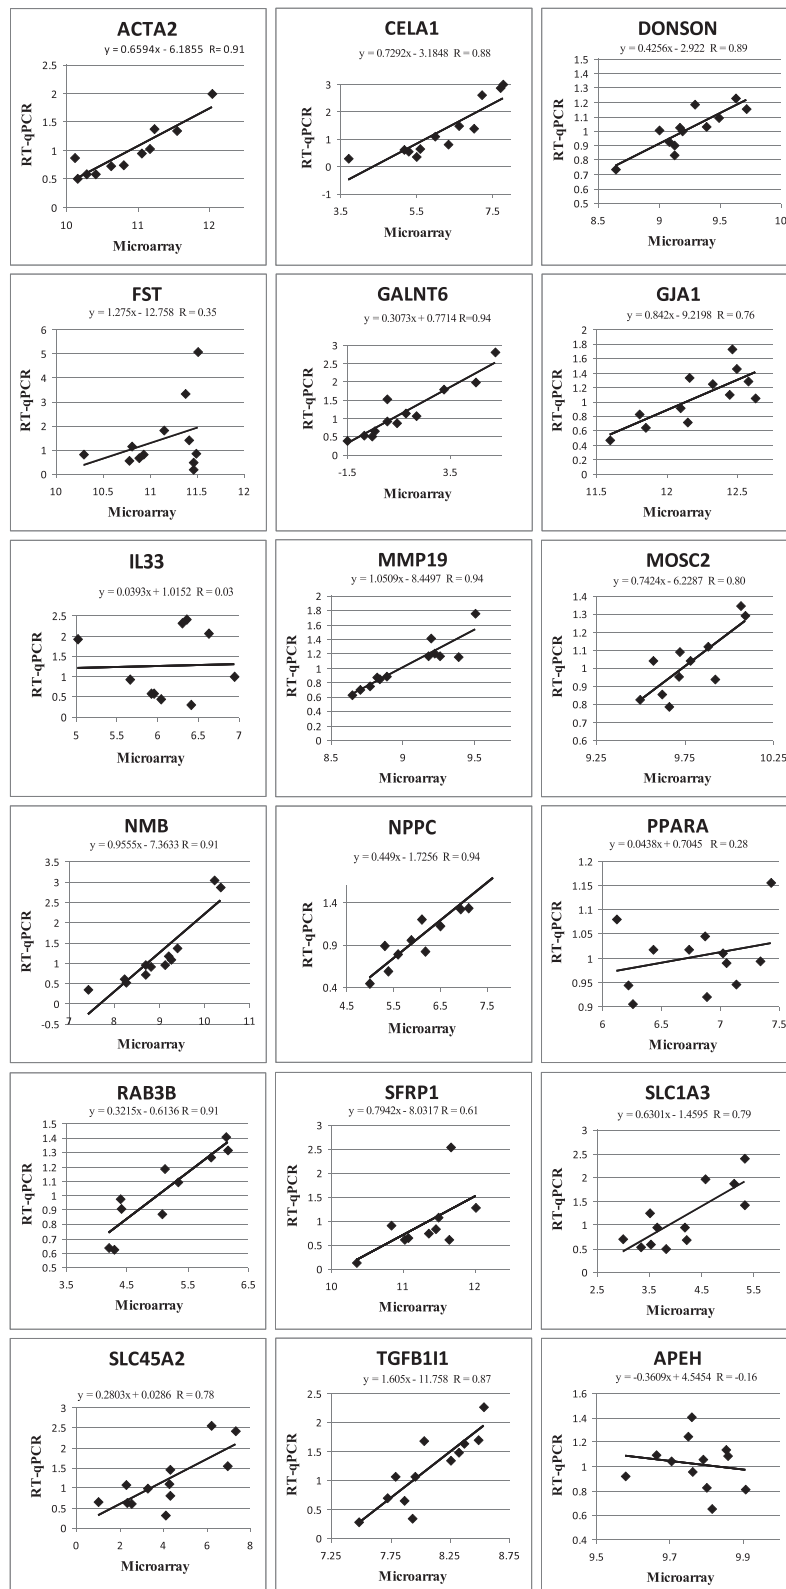 ACTA2
y = 0.6594x - 6.1855 R= 0.91
2.5
2
1.5
1
0.5
0
10 11 12
RT-qPCR
Microarray
CELA1
y = 0.7292x - 3.1848 R = 0.88
3
2
1
0
-1
3.5 5.5 7.5
RT-qPCR
Microarray
DONSON
y = 0.4256x - 2.922 R = 0.89
1.5
1.4
1.3
1.2
1.1
1
0.9
0.8
0.7
0.6
0.5
8.5 9 9.5 10
RT-qPCR
Microarray
FST
y = 1.275x - 12.758 R = 0.35
6
5
4
3
2
1
0
10 10.5 11 11.5 12
RT-qPCR
Microarray
GALNT6
y = 0.3073x + 0.7714 R=0.94
3
2.5
2
1.5
1
0.5
0
-1.5 3.5
RT-qPCR
Microarray
GJA1
y = 0.842x - 9.2198 R = 0.76
2
1.8
1.6
1.4
1.2
1
0.8
0.6
0.4
0.2
0
11.5 12 12.5
RT-qPCR
Microarray
IL33
y = 0.0393x + 1.0152 R = 0.03
2.5
2
1.5
1
0.5
0
5 5.5 6 6.5 7
RT-qPCR
Microarray
MMP19
y = 1.0509x - 8.4497 R = 0.94
2
1.8
1.6
1.4
1.2
1
0.8
0.6
0.4
0.2
0
8.5 9 9.5
RT-qPCR
Microarray
MOSC2
y = 0.7424x - 6.2287 R = 0.80
1.4
1.3
1.2
1.1
1
0.9
0.8
0.7
0.6
9.25 9.75 10.25
RT-qPCR
Microarray
NMB
y = 0.9555x - 7.3633 R = 0.91
3.5
3
2.5
2
1.5
1
0.5
0
-0.5
7 8 9 10 11
RT-qPCR
Microarray
NPPC
y = 0.449x - 1.7256 R = 0.94
1.4
0.9
0.4
4.5 5.5 6.5 7.5
RT-qPCR
Microarray
PPARA
y = 0.0438x + 0.7045 R = 0.28
1.2
1.15
1.1
1.05
1
0.95
0.9
6 6.5 7 7.5
RT-qPCR
Microarray
RAB3B
y = 0.3215x - 0.6136 R = 0.91
1.5
1.4
1.3
1.2
1.1
1
0.9
0.8
0.7
0.6
0.5
3.5 4.5 5.5 6.5
RT-qPCR
Microarray
SFRP1
y = 0.7942x - 8.0317 R = 0.61
3
2.5
2
1.5
1
0.5
0
10 11 12
RT-qPCR
Microarray
SLC1A3
y = 0.6301x - 1.4595 R = 0.79
3
2.5
2
1.5
1
0.5
0
2.5 3.5 4.5 5.5
RT-qPCR
Microarray
SLC45A2
y = 0.2803x + 0.0286 R = 0.78
3
2.5
2
1.5
1
0.5
0
0 2 4 6 8
RT-qPCR
Microarray
TGFB1I1
y = 1.605x - 11.758 R = 0.87
2.5
2
1.5
1
0.5
0
7.25 7.75 8.25 8.75
RT-qPCR
Microarray
APEH
y = -0.3609x + 4.5454 R = -0.16
1.6
1.4
1.2
1
0.8
0.6
0.4
9.5 9.7 9.9
RT-qPCR
Microarray